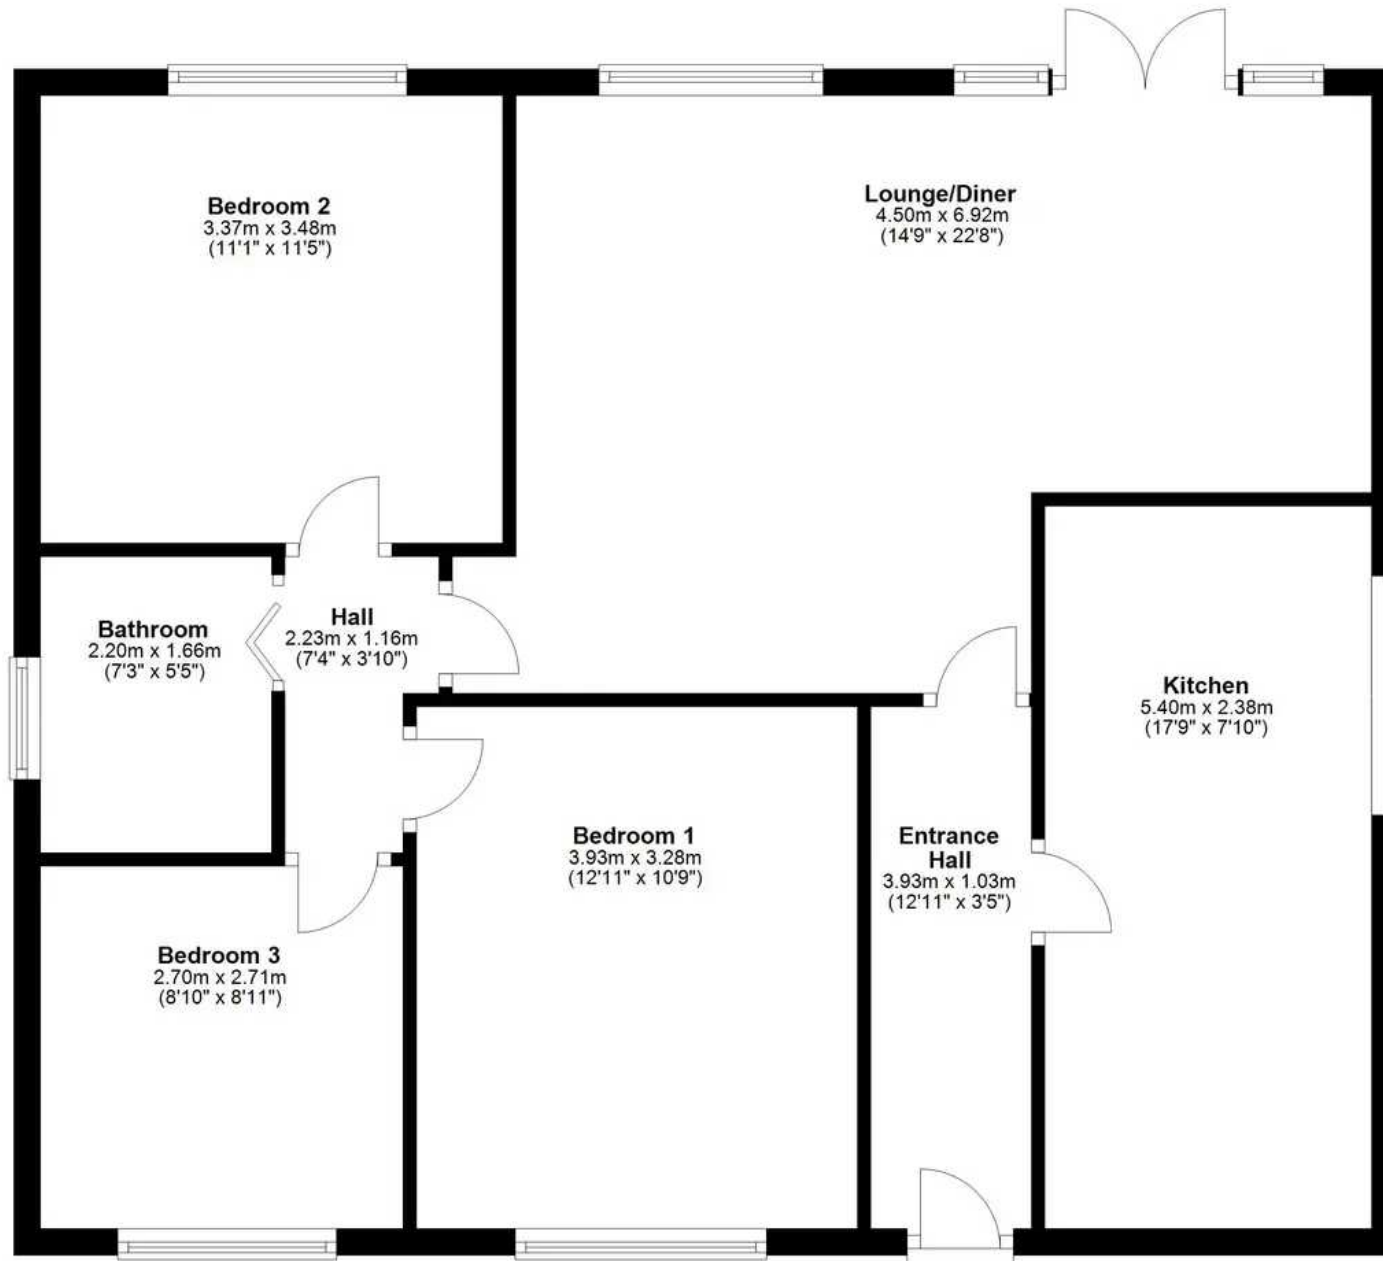 Bedroom 2
3.37m x 3.48m
(11'1" x 11'5")
Lounge/Diner
4.50m x 6.92m
(14'9" x 22'8")
Bathroom
2.20m x 1.66m
(7'3" x 5'5")
Hall
2.23m x 1.16m
(7'4" x 3'10")
Kitchen
5.40m x 2.38m
(17'9" x 7'10")
Bedroom 1
3.93m x 3.28m
(12'11" x 10'9")
Entrance
Hall
3.93m x 1.03m
(12'11" x 3'5")
Bedroom 3
2.70m x 2.71m
(8'10" x 8'11")